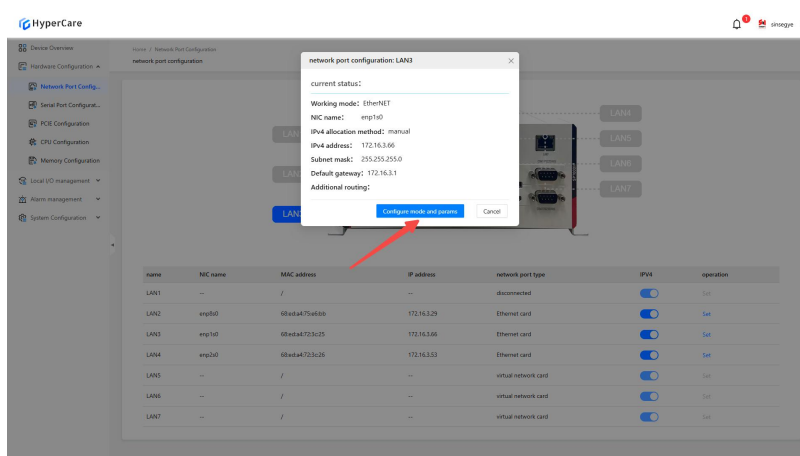 HyperCare
1
sinsegye
Device Overview
Hardware Configuration
Network Port Config...
Serial Port Configurat...
PCIE Configuration
CPU Configuration
Memory Configuration
Local I/O management
Alarm management
System Configuration
Home / Network Port Configuration
network port configuration
network port configuration: LAN3
current status:
Working mode: EtherNET
NIC name: enp1s0
IPv4 allocation method: manual
IPv4 address: 172.16.3.66
Subnet mask: 255.255.255.0
Default gateway: 172.16.3.1
Additional routing:
Configure mode and params
Cancel
LAN
LAN
LAN
LAN4
LAN5
LAN6
LAN7
name NIC name MAC address IP address network port type IPV4 operation
LAN1 -- / -- disconnected Set
LAN2 enp8s0 68:ed:a4:75:e6:bb 172.16.3.29 Ethernet card Set
LAN3 enp1s0 68:ed:a4:72:3c:25 172.16.3.66 Ethernet card Set
LAN4 enp2s0 68:ed:a4:72:3c:26 172.16.3.53 Ethernet card Set
LAN5 -- / -- virtual network card Set
LAN6 -- / -- virtual network card Set
LAN7 -- / -- virtual network card Set